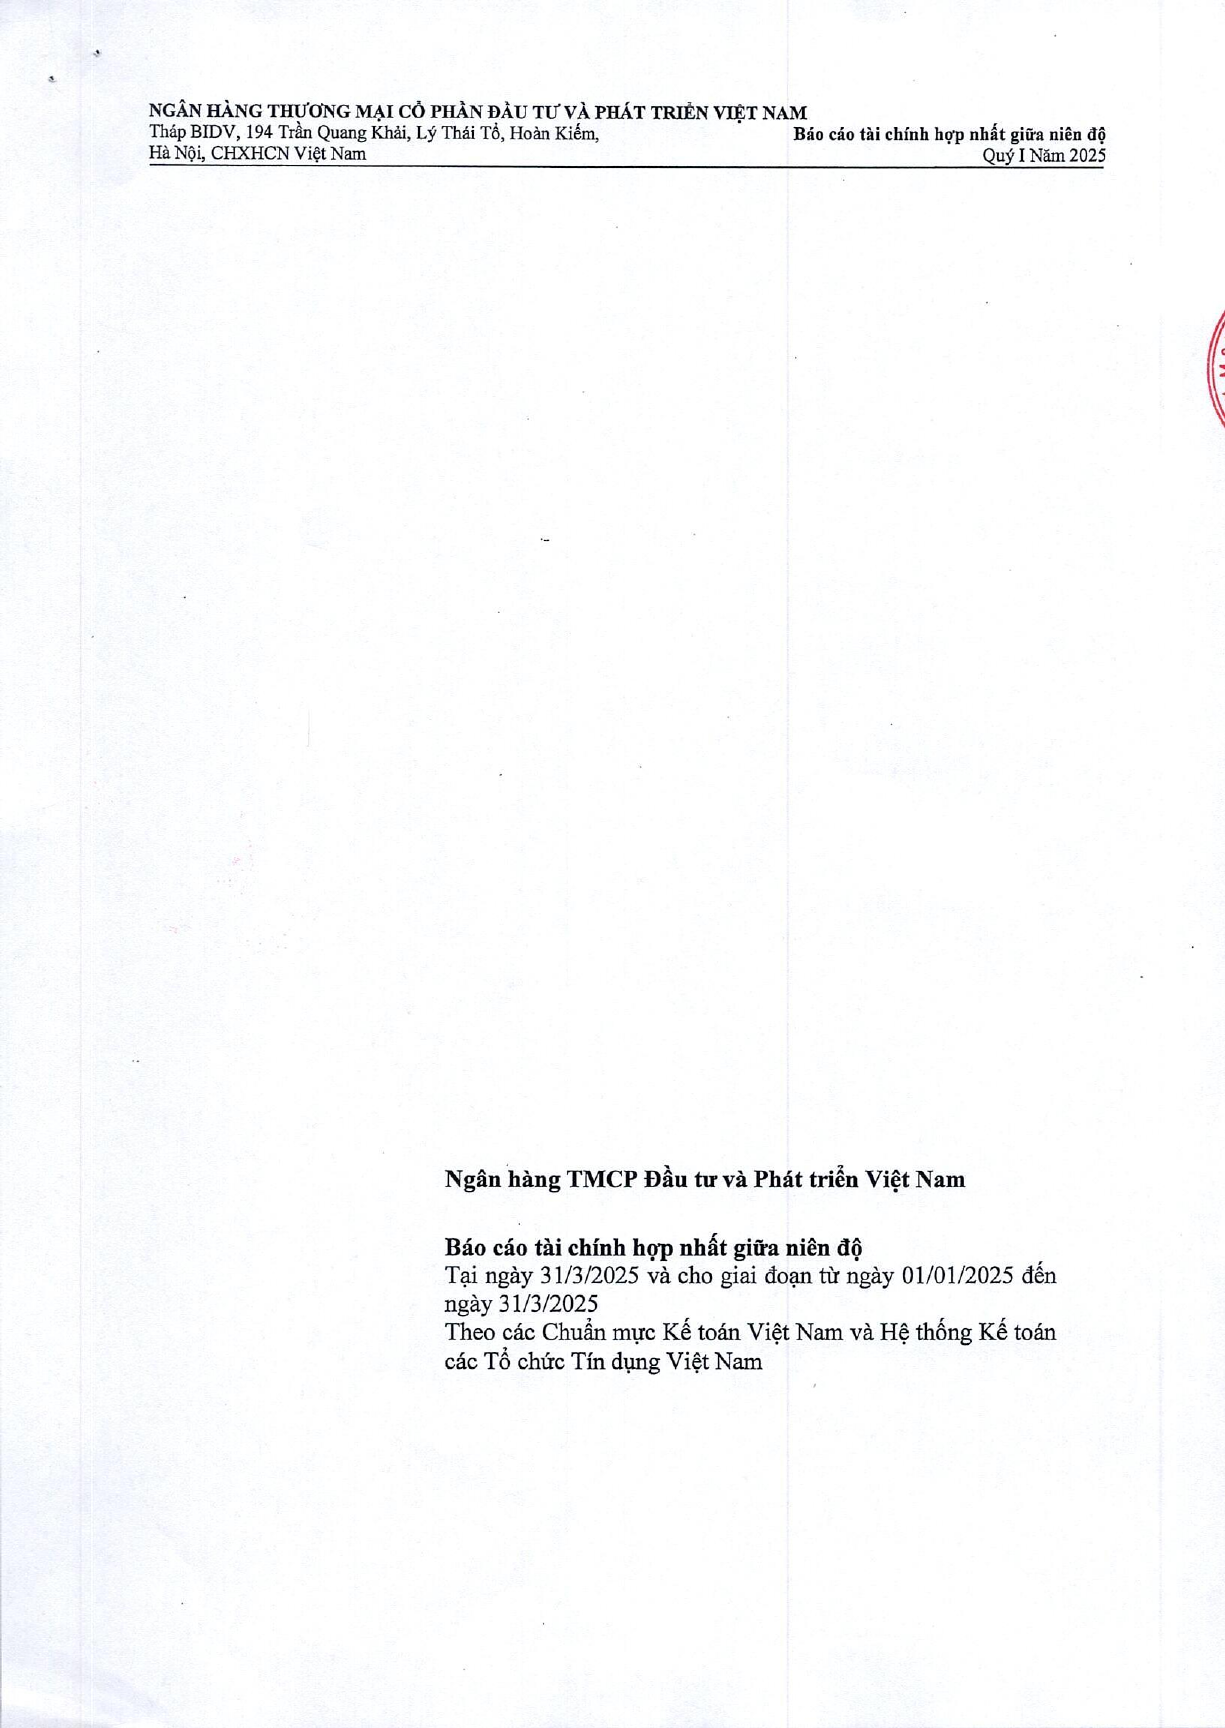 NGÂN HÀNG THƯƠNG MẠI CỔ PHẦN ĐẦU TƯ VÀ PHÁT TRIỂN VIỆT NAM
Tháp BIDV, 194 Trần Quang Khải, Lý Thái Tổ, Hoàn Kiếm,
Báo cáo tài chính hợp nhất giữa niên độ
Hà Nội, CHXHCN Việt Nam
Quý I Năm 2025
Ngân hàng TMCP Đầu tư và Phát triển Việt Nam
Báo cáo tài chính hợp nhất giữa niên độ
Tại ngày 31/3/2025 và cho giai đoạn từ ngày 01/01/2025 đến
ngày 31/3/2025
Theo các Chuẩn mực Kế toán Việt Nam và Hệ thống Kế toán
các Tổ chức Tín dụng Việt Nam